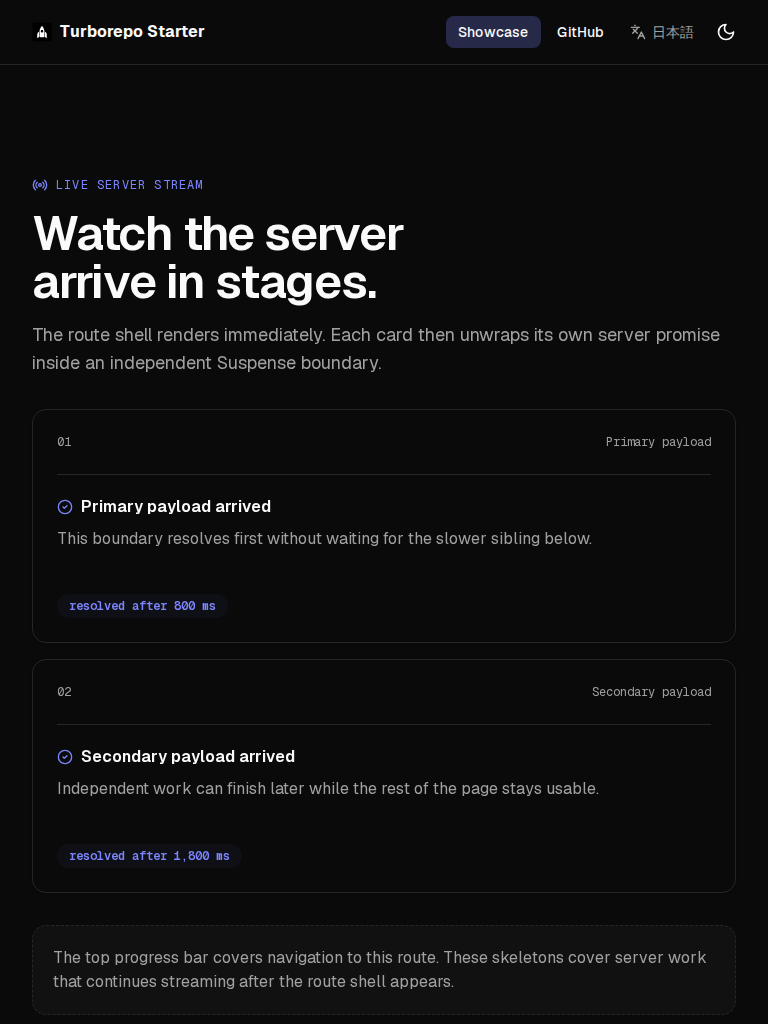 Turborepo Starter
Showcase
GitHub
日本語
LIVE SERVER STREAM
Watch the server
arrive in stages.
The route shell renders immediately. Each card then unwraps its own server promise
inside an independent Suspense boundary.
01
Primary payload
Primary payload arrived
This boundary resolves first without waiting for the slower sibling below.
resolved after 800 ms
02
Secondary payload
Secondary payload arrived
Independent work can finish later while the rest of the page stays usable.
resolved after 1,800 ms
The top progress bar covers navigation to this route. These skeletons cover server work
that continues streaming after the route shell appears.